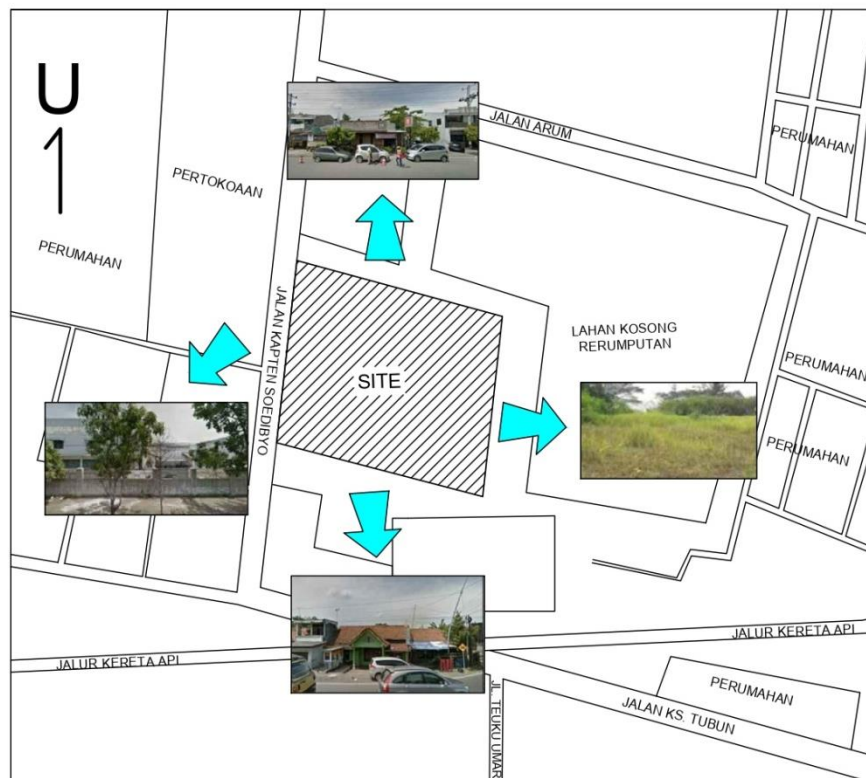 U
JALAN ARUM
PERUMAHAN
PERTOKOAAN
PERUMAHAN
JALAN KAPTEN SOEDIBYO
LAHAN KOSONG
RERUMPUTAN
PERUMAHAN
SITE
PERUMAHAN
JALUR KERETA API
JALUR KERETA API
PERUMAHAN
JL. TEUKU UMAR
JALAN KS. TUBUN